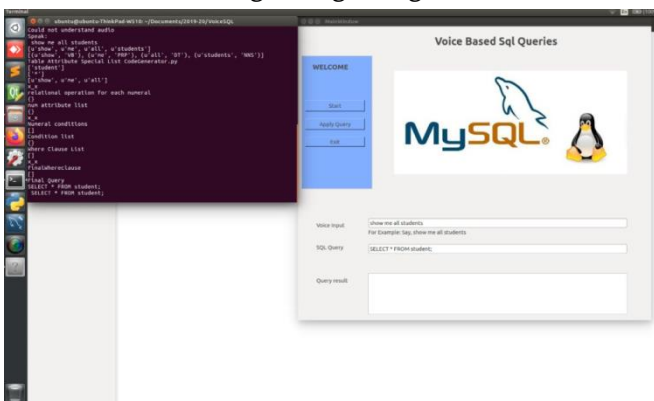 Terminal
ubuntu@ubuntu-ThinkPad-W510: ~/Documents/2019-20/VoiceSQL
Could not understand audio
Speak:
show me all students
[u'show', u'me', u'all', u'students']
[(u'show', 'VB'), (u'me', 'PRP'), (u'all', 'DT'), (u'students', 'NNS')]
Table Attribute Special List CodeGenerator.py
['student']
['*']
[u'show', u'me', u'all']
x_x
relational operation for each numeral
{}
num attribute list
{}
x_x
Numeral conditions
[]
Condition list
{}
Where Clause List
[]
x_x
finalwhereclause
[]
Final Query
SELECT * FROM student;
SELECT * FROM student;
MainWindow
Voice Based Sql Queries
WELCOME
Start
Apply Query
Exit
MySQL
Voice Input
show me all students
For Example: Say, show me all students
SQL Query
SELECT * FROM student;
Query result